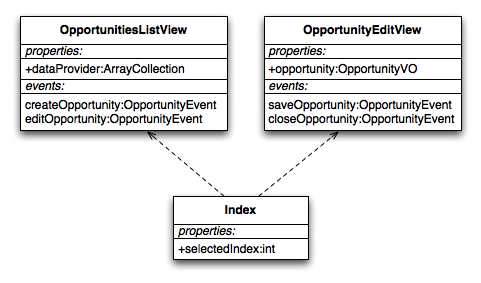 OpportunitiesListView
properties:
+dataProvider:ArrayCollection
events:
createOpportunity:OpportunityEvent
editOpportunity:OpportunityEvent
OpportunityEditView
properties:
+opportunity:OpportunityVO
events:
saveOpportunity:OpportunityEvent
closeOpportunity:OpportunityEvent
Index
properties:
+selectedIndex:int